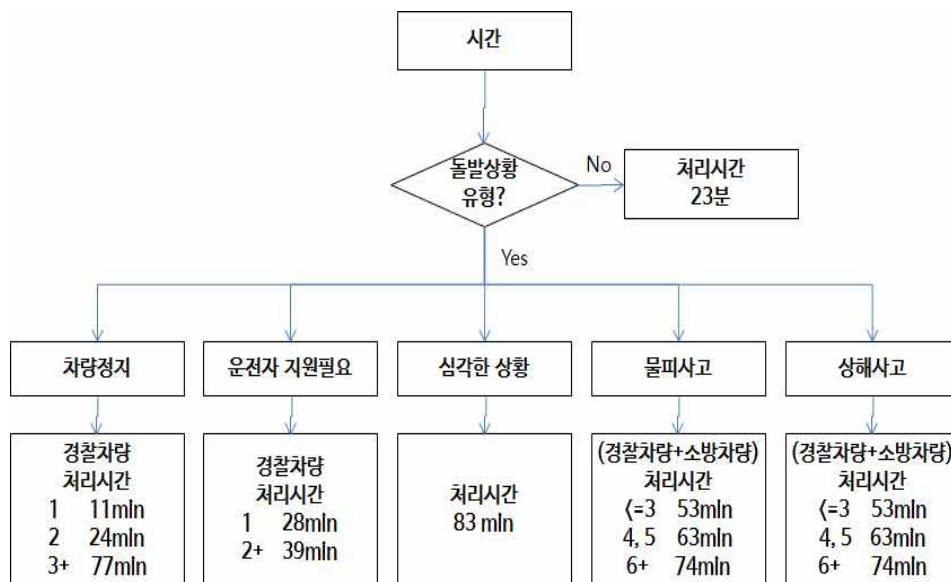 시간
돌발상황
유형?
No
처리시간
23분
Yes
차량정지
운전자 지원필요
심각한 상황
물피사고
상해사고
경찰차량
처리시간
1 11mln
2 24mln
3+ 77mln
경찰차량
처리시간
1 28mln
2+ 39mln
처리시간
83 mln
(경찰차량+소방차량)
처리시간
<=3 53mln
4, 5 63mln
6+ 74mln
(경찰차량+소방차량)
처리시간
<=3 53mln
4, 5 63mln
6+ 74mln